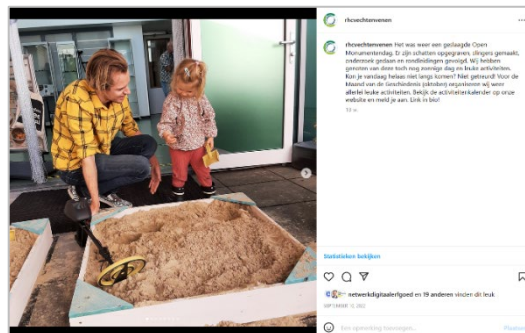 rhcvechtenvenen
rhcvechtenvenen Het was weer een geslaagde Open
Monumentendag. Er zijn schatten opgegraven, slingers gemaakt,
onderzoek gedaan en rondleidingen gevolgd. Wij hebben
genoten van deze toch nog zonnige dag en leuke activiteiten.
Kon je vandaag helaas niet langs komen? Niet getreurd! Voor de
Maand van de Geschiedenis (oktober) organiseren wij weer
allerlei leuke activiteiten. Bekijk de activiteitenkalender op onze
website en meld je aan. Link in bio!
Statistieken bekijken
netwerkdigitaalerfgoed en 19 anderen vinden dit leuk
Een opmerking toevoegen...
Plaatsen